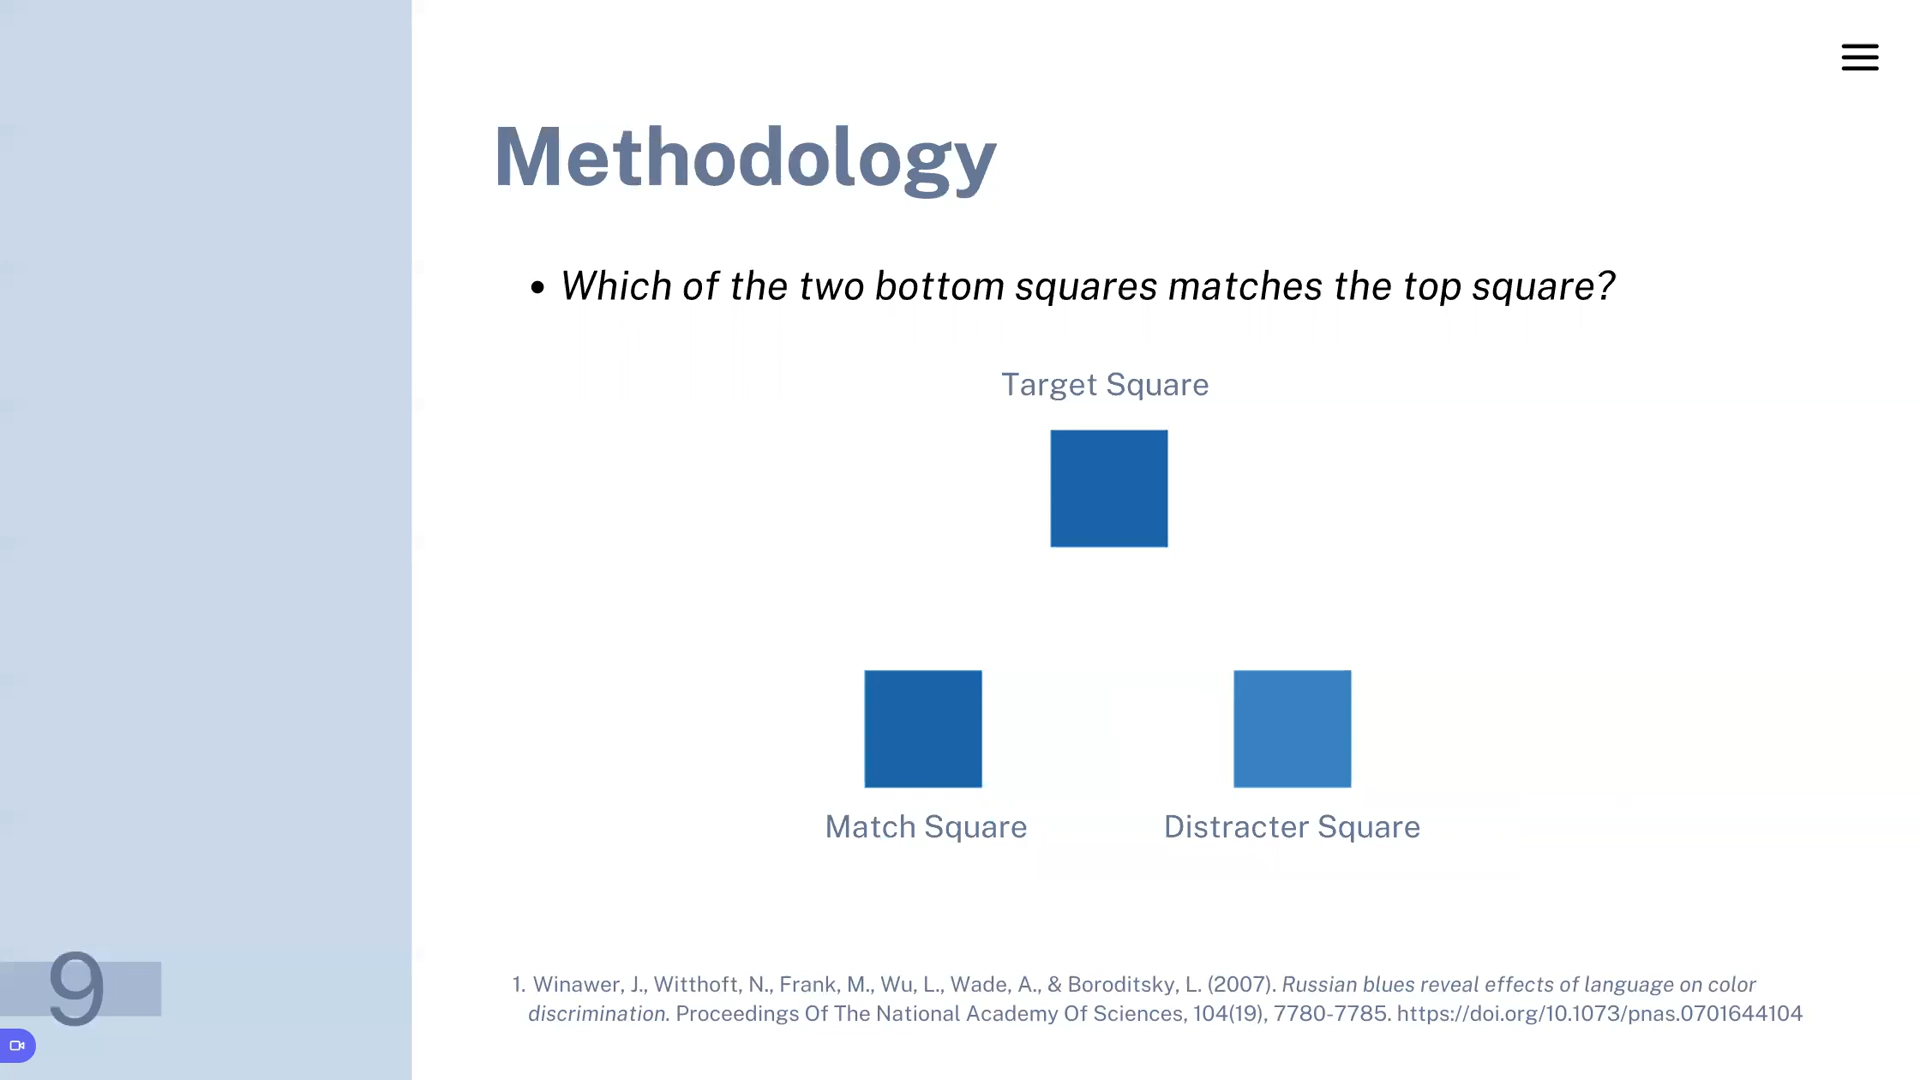 Methodology
• Which of the two bottom squares matches the top square?
Target Square
Match Square
Distracter Square
9
1. Winawer, J., Witthoft, N., Frank, M., Wu, L., Wade, A., & Boroditsky, L. (2007). Russian blues reveal effects of language on color
discrimination. Proceedings Of The National Academy Of Sciences, 104(19), 7780-7785. https://doi.org/10.1073/pnas.0701644104